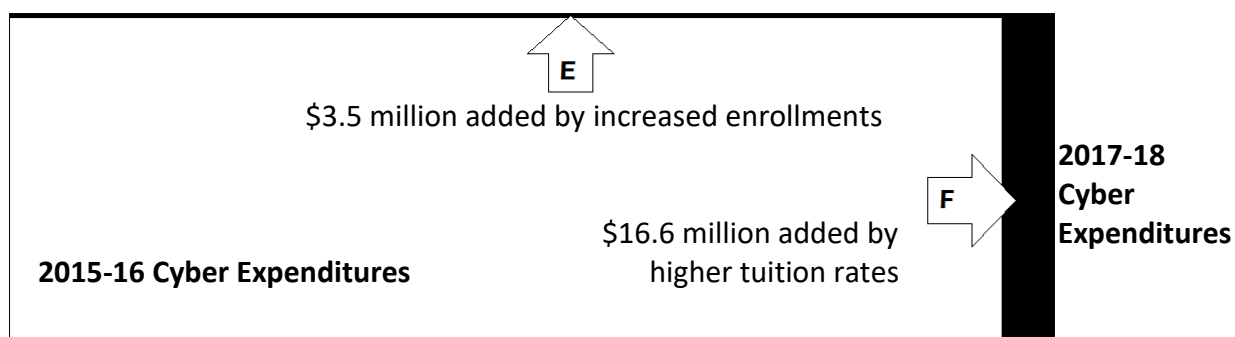 E
$3.5 million added by increased enrollments
2017-18
Cyber
Expenditures
F
$16.6 million added by
higher tuition rates
2015-16 Cyber Expenditures